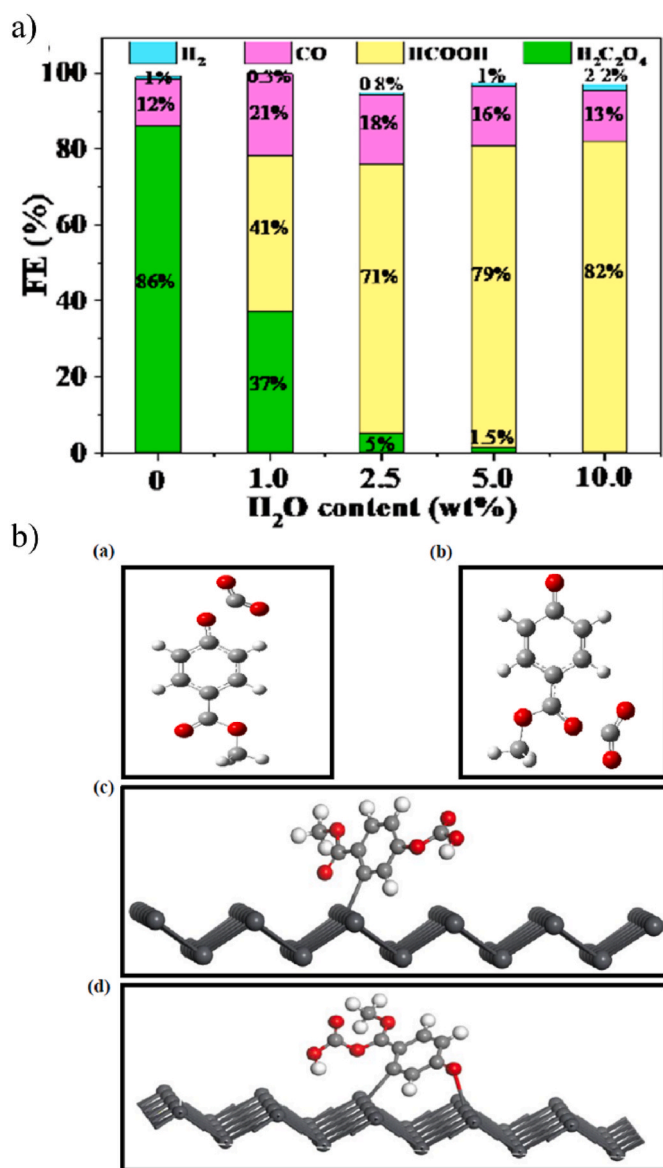 a)
H₂ CO HCOOH H₂C₂O₄
100
80
60
40
20
0
FE (%)
1% 0.3% 0.8% 1% 2.2%
12% 21% 18% 16% 13%
86% 41% 71% 79% 82%
37% 5% 1.5%
0 1.0 2.5 5.0 10.0
H₂O content (wt%)
b)
(a) (b)
(c)
(d)